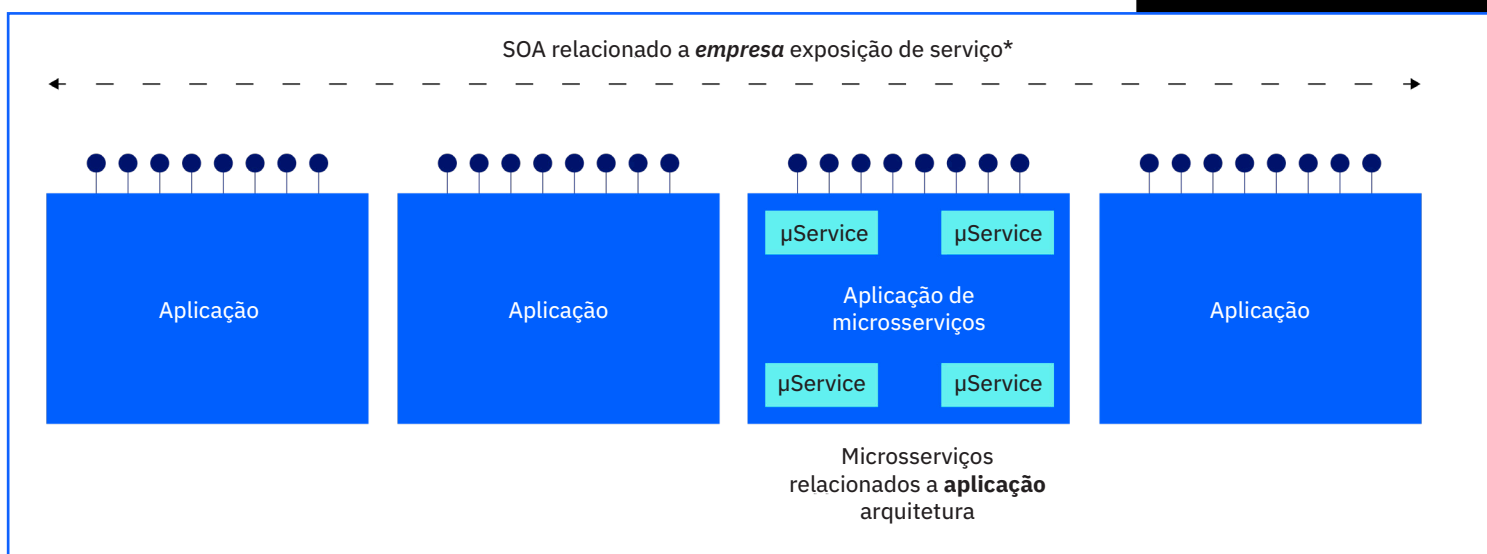 SOA relacionado a empresa exposição de serviço*
Aplicação
Aplicação
µService
µService
Aplicação de
microsserviços
µService
µService
Aplicação
Microsserviços
relacionados a aplicação
arquitetura